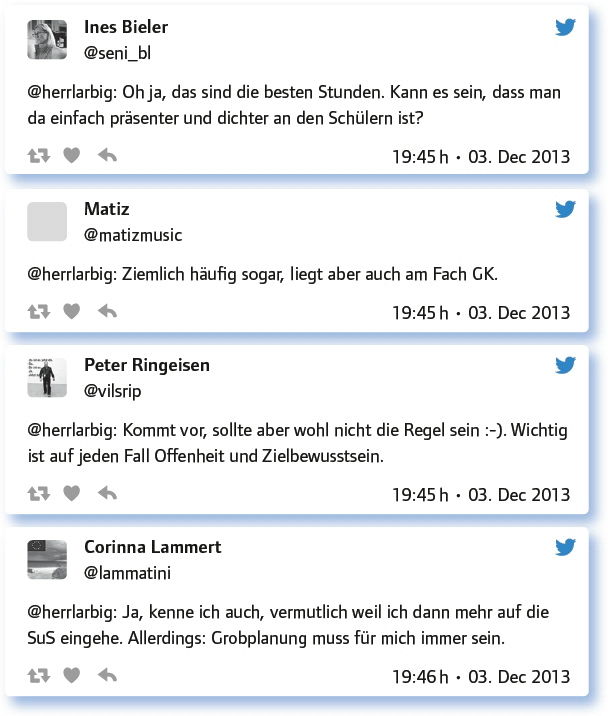 Ines Bieler
@seni_bl
@herrlarbig: Oh ja, das sind die besten Stunden. Kann es sein, dass man
da einfach präsenter und dichter an den Schülern ist?
19:45 h • 03. Dec 2013
Matiz
@matizmusic
@herrlarbig: Ziemlich häufig sogar, liegt aber auch am Fach GK.
19:45 h • 03. Dec 2013
Peter Ringeisen
@vilsrip
@herrlarbig: Kommt vor, sollte aber wohl nicht die Regel sein :-). Wichtig
ist auf jeden Fall Offenheit und Zielbewusstsein.
19:45 h • 03. Dec 2013
Corinna Lammert
@lammatini
@herrlarbig: Ja, kenne ich auch, vermutlich weil ich dann mehr auf die
SuS eingehe. Allerdings: Grobplanung muss für mich immer sein.
19:46 h • 03. Dec 2013